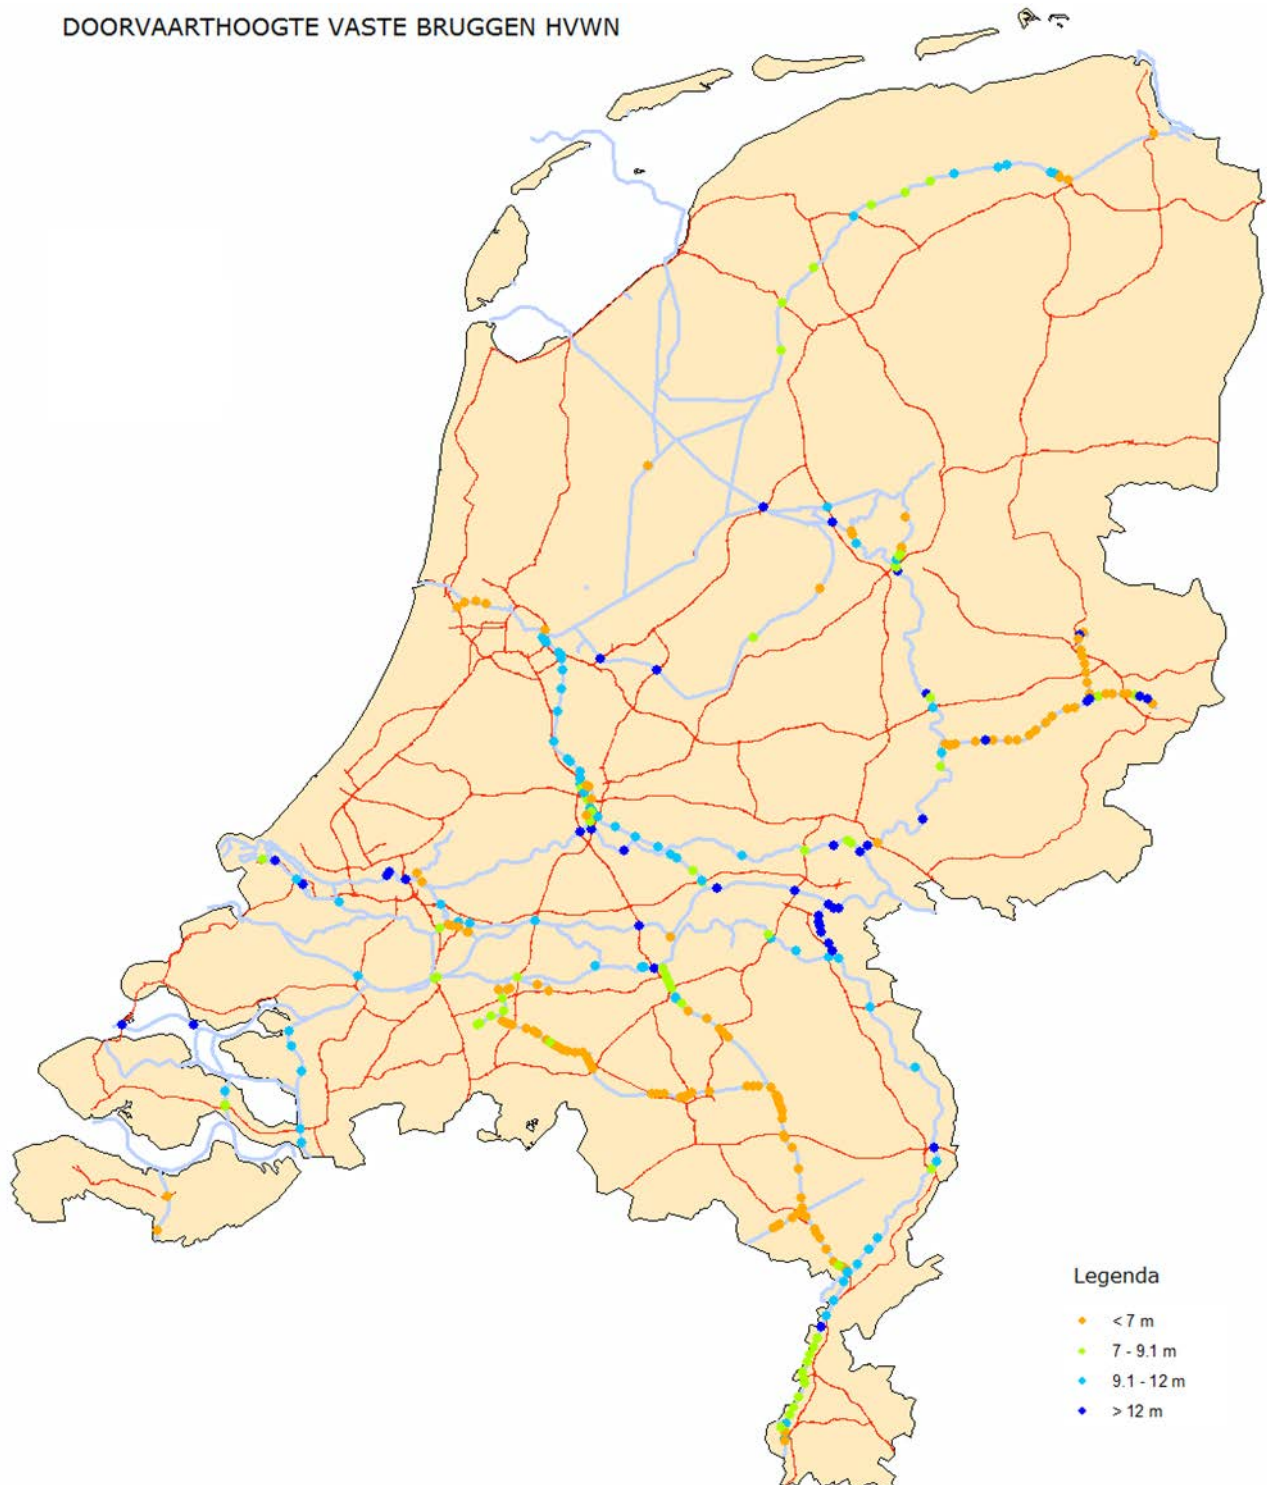 DOORVAARTHOOGTE VASTE BRUGGEN HVWN
Legenda
< 7 m
7 - 9.1 m
9.1 - 12 m
> 12 m